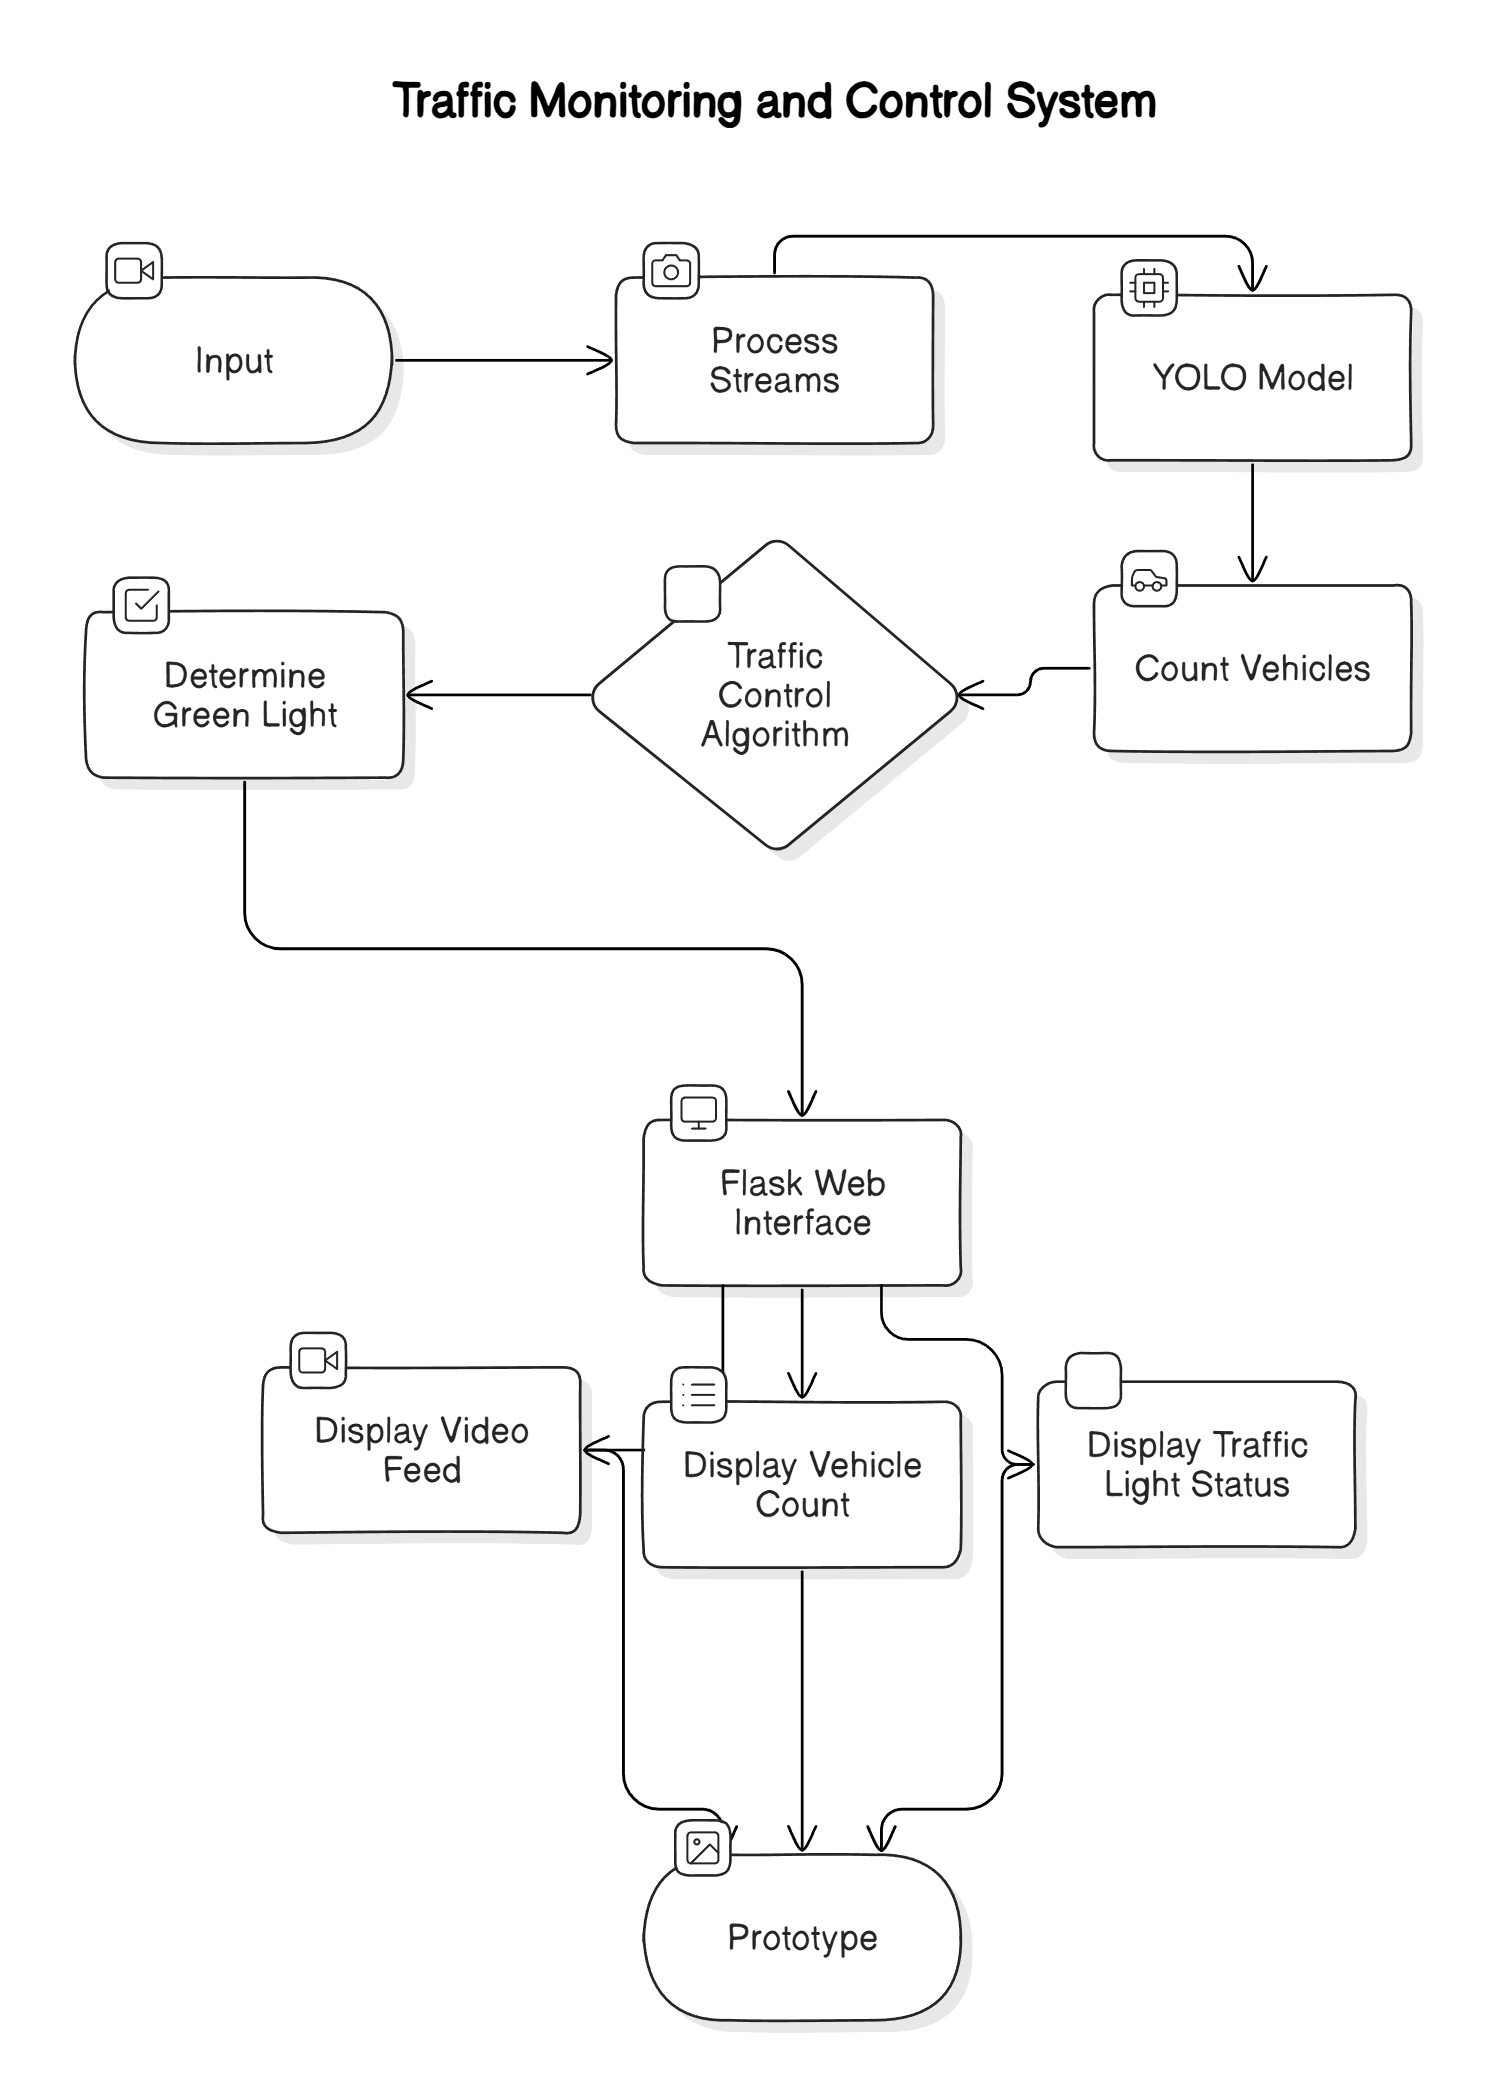 Traffic Monitoring and Control System
Input
Process
Streams
YOLO Model
Determine
Green Light
Traffic
Control
Algorithm
Count Vehicles
Flask Web
Interface
Display Video
Feed
Display Vehicle
Count
Display Traffic
Light Status
Prototype